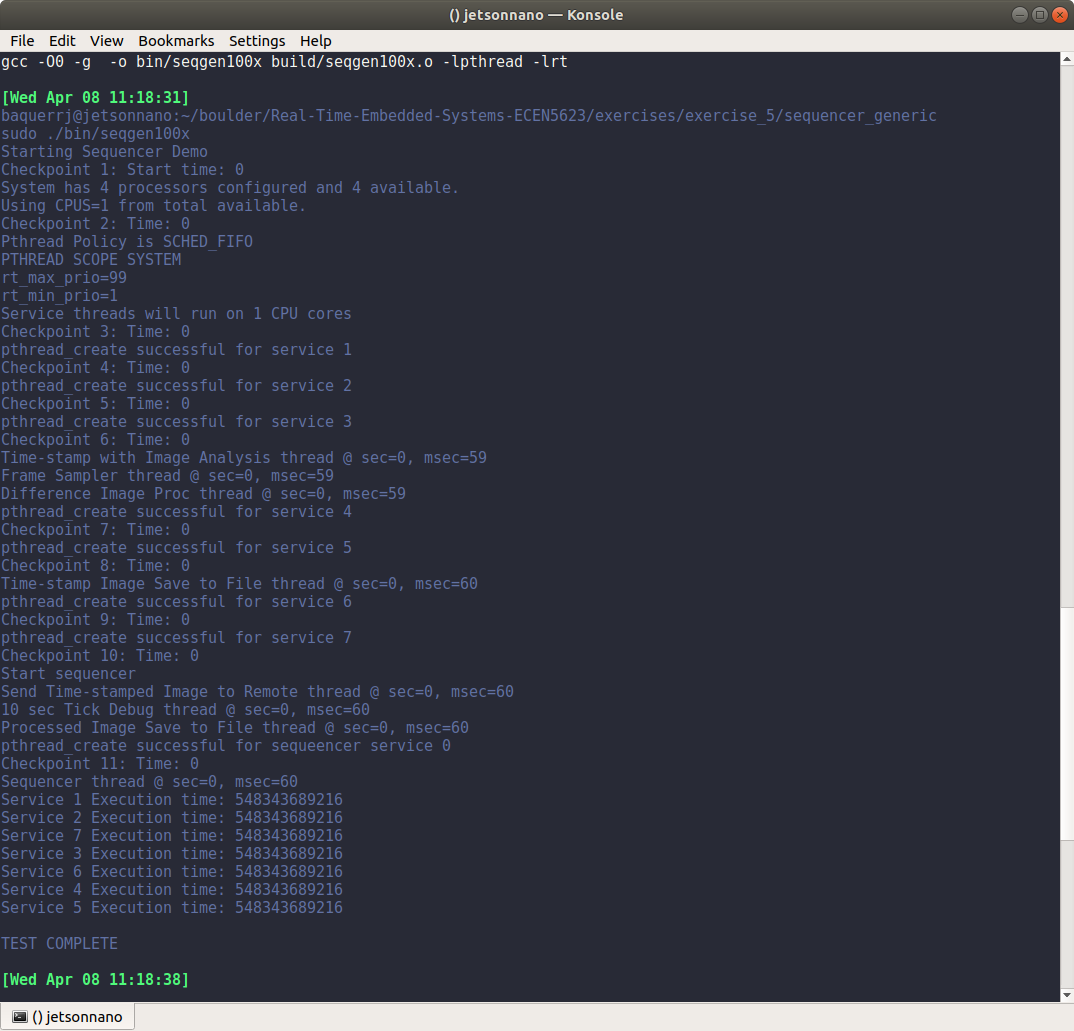 () jetsonnano — Konsole
File Edit View Bookmarks Settings Help
gcc -O0 -g  -o bin/seqgen100x build/seqgen100x.o -lpthread -lrt
[Wed Apr 08 11:18:31]
baquerrj@jetsonnano:~/boulder/Real-Time-Embedded-Systems-ECEN5623/exercises/exercise_5/sequencer_generic
sudo ./bin/seqgen100x
Starting Sequencer Demo
Checkpoint 1: Start time: 0
System has 4 processors configured and 4 available.
Using CPUS=1 from total available.
Checkpoint 2: Time: 0
Pthread Policy is SCHED_FIFO
PTHREAD SCOPE SYSTEM
rt_max_prio=99
rt_min_prio=1
Service threads will run on 1 CPU cores
Checkpoint 3: Time: 0
pthread_create successful for service 1
Checkpoint 4: Time: 0
pthread_create successful for service 2
Checkpoint 5: Time: 0
pthread_create successful for service 3
Checkpoint 6: Time: 0
Time-stamp with Image Analysis thread @ sec=0, msec=59
Frame Sampler thread @ sec=0, msec=59
Difference Image Proc thread @ sec=0, msec=59
pthread_create successful for service 4
Checkpoint 7: Time: 0
pthread_create successful for service 5
Checkpoint 8: Time: 0
Time-stamp Image Save to File thread @ sec=0, msec=60
pthread_create successful for service 6
Checkpoint 9: Time: 0
pthread_create successful for service 7
Checkpoint 10: Time: 0
Start sequencer
Send Time-stamped Image to Remote thread @ sec=0, msec=60
10 sec Tick Debug thread @ sec=0, msec=60
Processed Image Save to File thread @ sec=0, msec=60
pthread_create successful for sequeencer service 0
Checkpoint 11: Time: 0
Sequencer thread @ sec=0, msec=60
Service 1 Execution time: 548343689216
Service 2 Execution time: 548343689216
Service 7 Execution time: 548343689216
Service 3 Execution time: 548343689216
Service 6 Execution time: 548343689216
Service 4 Execution time: 548343689216
Service 5 Execution time: 548343689216
TEST COMPLETE
[Wed Apr 08 11:18:38]
() jetsonnano